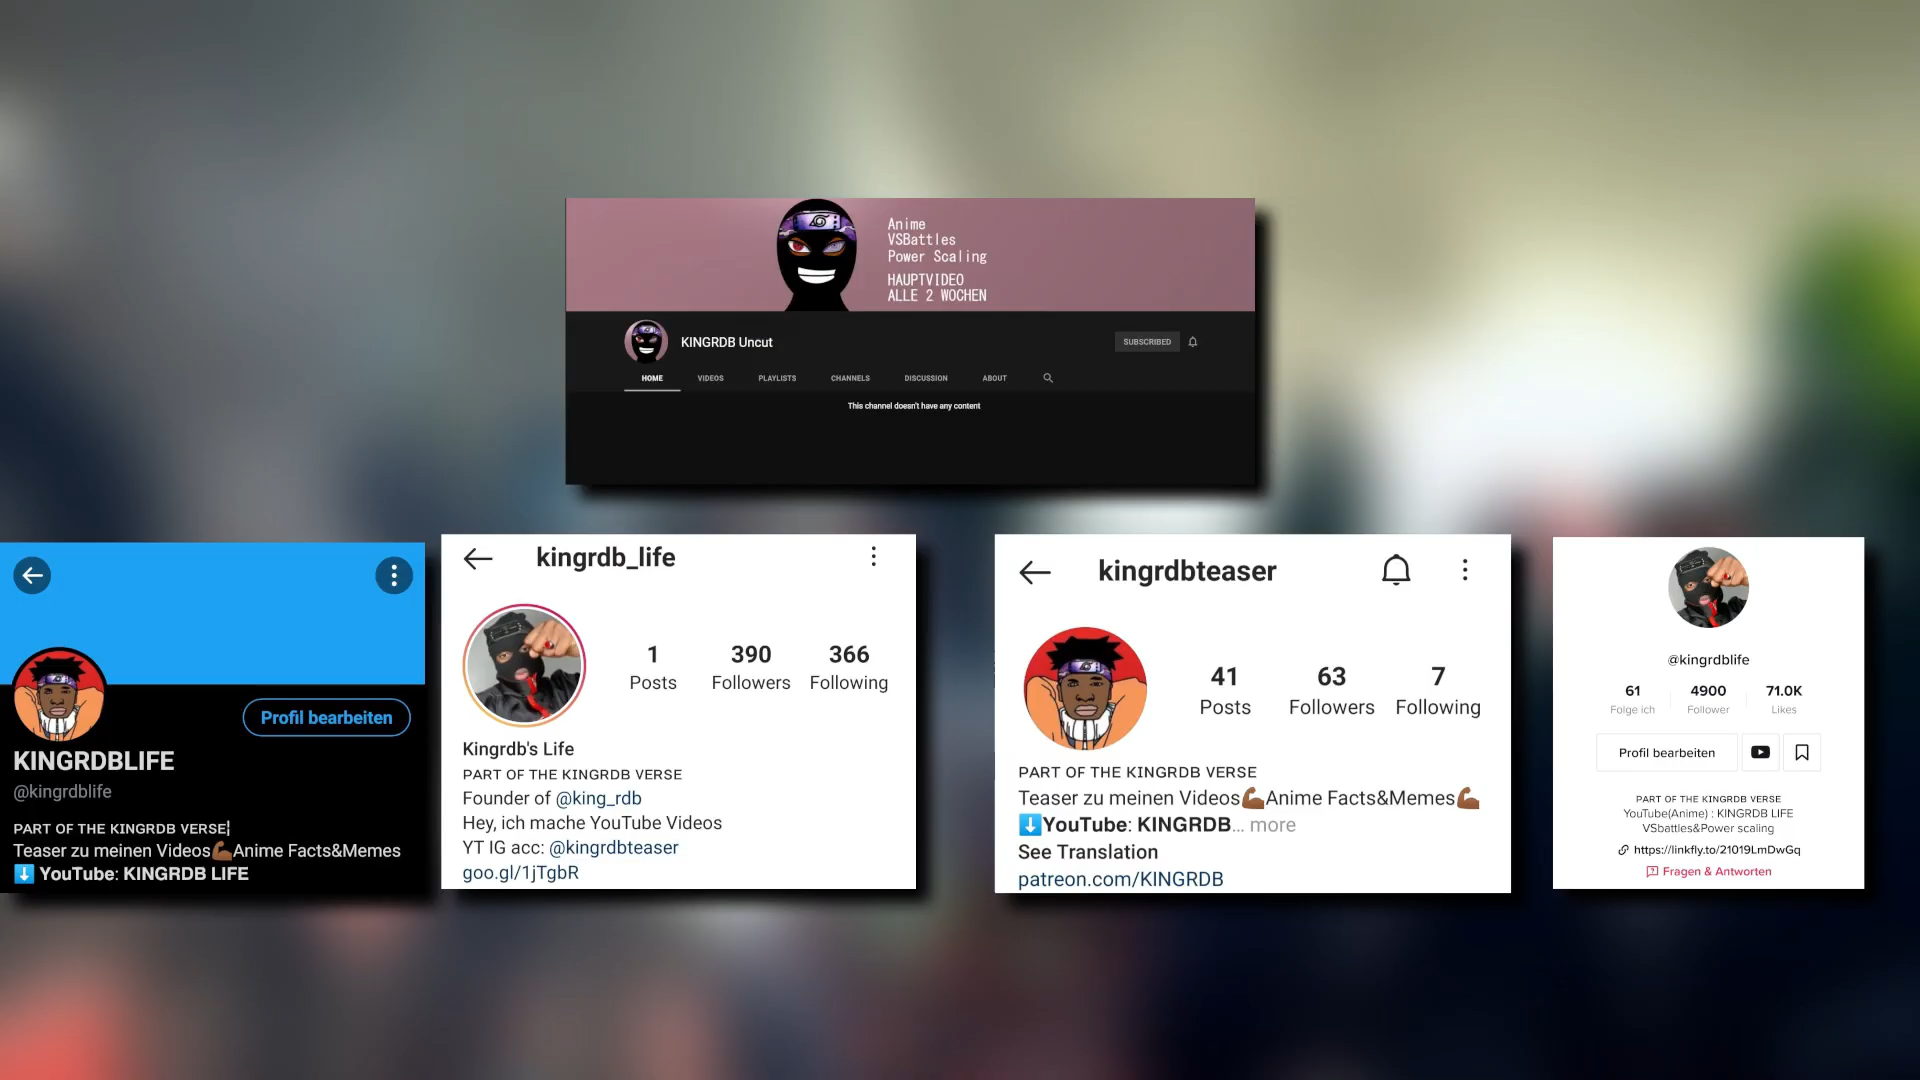 Anime
VSBattles
Power Scaling
HAUPTVIDEO
ALLE 2 WOCHEN
KINGRDB Uncut
SUBSCRIBED
HOME VIDEOS PLAYLISTS CHANNELS DISCUSSION ABOUT
This channel doesn't have any content
Profil bearbeiten
KINGRDBLIFE
@kingrdblife
PART OF THE KINGRDB VERSE
Teaser zu meinen Videos💪🏾Anime Facts&Memes
⬇️ YouTube: KINGRDB LIFE
kingrdb_life
1 390 366
Posts Followers Following
Kingrdb's Life
PART OF THE KINGRDB VERSE
Founder of @king_rdb
Hey, ich mache YouTube Videos
YT IG acc: @kingrdbteaser
goo.gl/1jTgbR
kingrdbteaser
41 63 7
Posts Followers Following
PART OF THE KINGRDB VERSE
Teaser zu meinen Videos💪🏾Anime Facts&Memes💪🏾
⬇️YouTube: KINGRDB... more
See Translation
patreon.com/KINGRDB
@kingrdblife
61 4900 71.0K
Folge ich Follower Likes
Profil bearbeiten
PART OF THE KINGRDB VERSE
YouTube(Anime) : KINGRDB LIFE
VSbattles&Power scaling
https://linkfly.to/21019LmDwGq
Fragen & Antworten